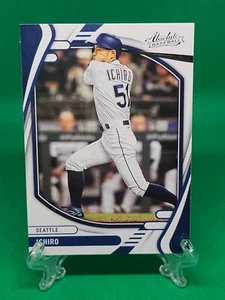 Absolute
BASEBALL
ICHIRO
51
SEATTLE
ICHIRO